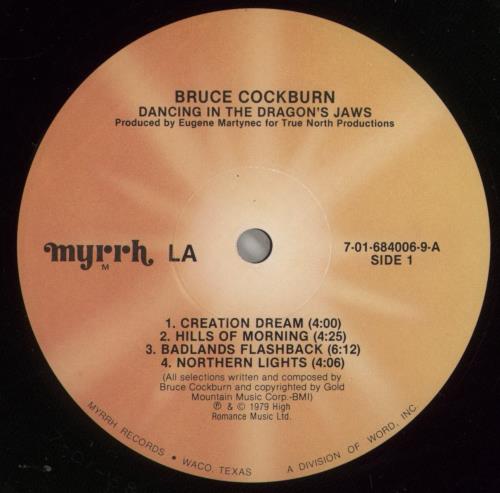 BRUCE COCKBURN
DANCING IN THE DRAGON'S JAWS
Produced by Eugene Martynec for True North Productions
myrrh LA
M
7-01-684006-9-A
SIDE 1
1. CREATION DREAM (4:00)
2. HILLS OF MORNING (4:25)
3. BADLANDS FLASHBACK (6:12)
4. NORTHERN LIGHTS (4:06)
(All selections written and composed by
Bruce Cockburn and copyrighted by Gold
Mountain Music Corp.-BMI)
℗ & © 1979 High
Romance Music Ltd.
MYRRH RECORDS • WACO, TEXAS A DIVISION OF WORD, INC